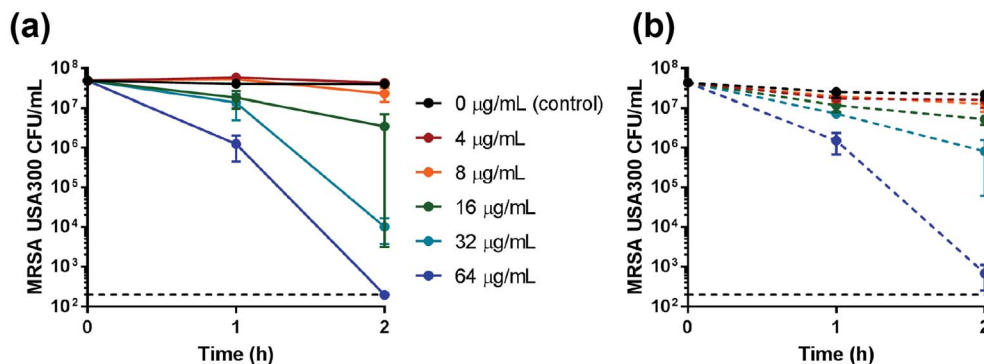 (a)
MRSA USA300 CFU/mL
10⁸
10⁷
10⁶
10⁵
10⁴
10³
10²
0
1
2
Time (h)
0 μg/mL (control)
4 μg/mL
8 μg/mL
16 μg/mL
32 μg/mL
64 μg/mL
(b)
MRSA USA300 CFU/mL
10⁸
10⁷
10⁶
10⁵
10⁴
10³
10²
0
1
2
Time (h)